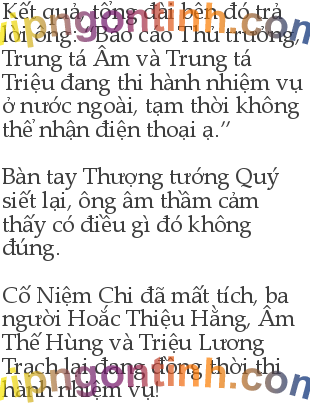 Kết quả, tổng đài bên đó trả
lời ông: “Báo cáo Thủ trưởng,
Trung tá Âm và Trung tá
Triệu đang thi hành nhiệm vụ
ở nước ngoài, tạm thời không
thể nhận điện thoại ạ.”
Bàn tay Thượng tướng Quý
siết lại, ông âm thầm cảm
thấy có điều gì đó không
đúng.
Cố Niệm Chi đã mất tích, ba
người Hoắc Thiệu Hằng, Âm
Thế Hùng và Triệu Lương
Trạch lại đang đồng thời thi
hành nhiệm vụ!